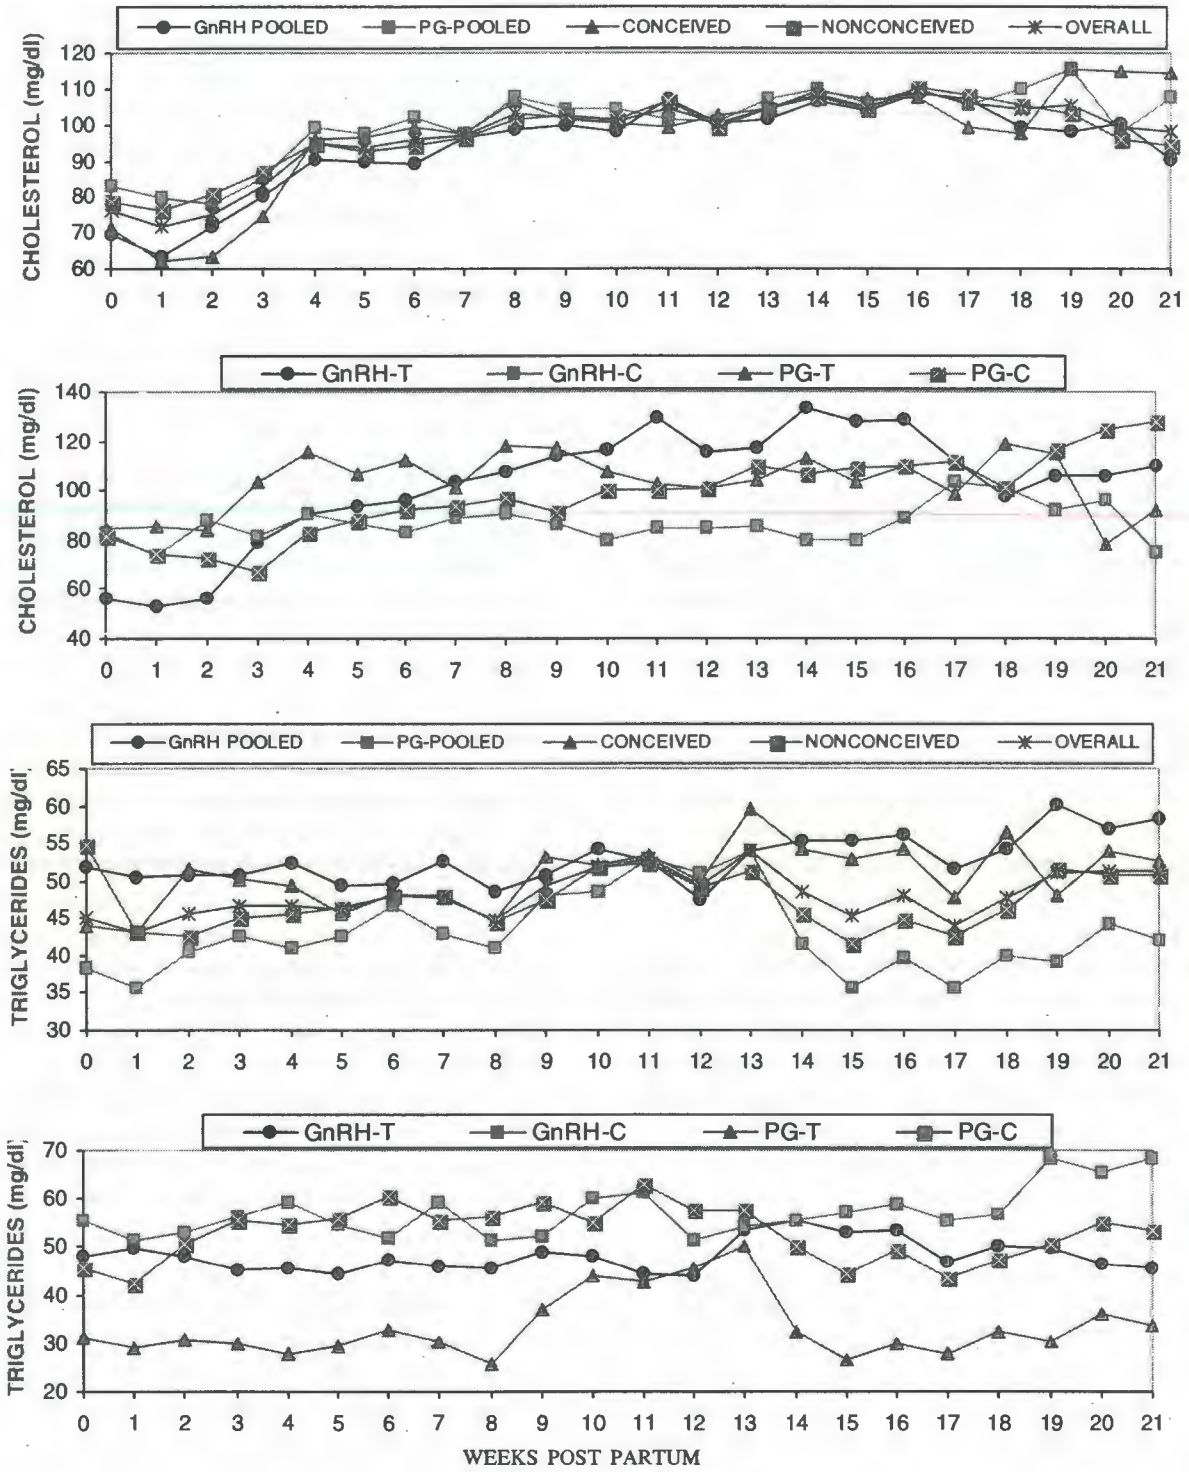 GnRH POOLED PG-POOLED CONCEIVED NONCONCEIVED OVERALL
CHOLESTEROL (mg/dl)
120
110
100
90
80
70
60
0 1 2 3 4 5 6 7 8 9 10 11 12 13 14 15 16 17 18 19 20 21
GnRH-T GnRH-C PG-T PG-C
CHOLESTEROL (mg/dl)
140
120
100
80
60
40
0 1 2 3 4 5 6 7 8 9 10 11 12 13 14 15 16 17 18 19 20 21
GnRH POOLED PG-POOLED CONCEIVED NONCONCEIVED OVERALL
TRIGLYCERIDES (mg/dl)
65
60
55
50
45
40
35
30
0 1 2 3 4 5 6 7 8 9 10 11 12 13 14 15 16 17 18 19 20 21
GnRH-T GnRH-C PG-T PG-C
TRIGLYCERIDES (mg/dl)
70
60
50
40
30
20
0 1 2 3 4 5 6 7 8 9 10 11 12 13 14 15 16 17 18 19 20 21
WEEKS POST PARTUM